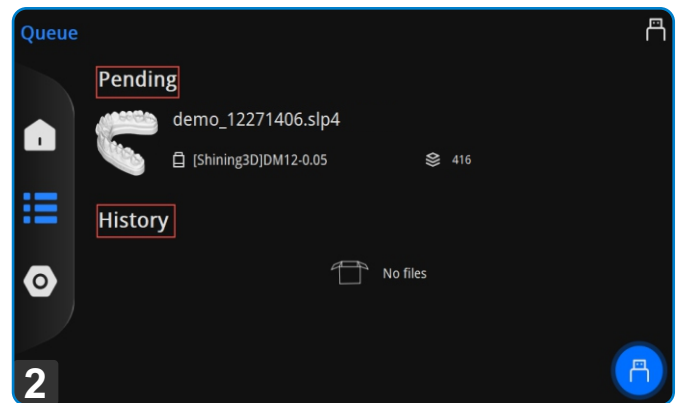 Queue
Pending
demo_12271406.slp4
[Shining3D]DM12-0.05
416
History
No files
2